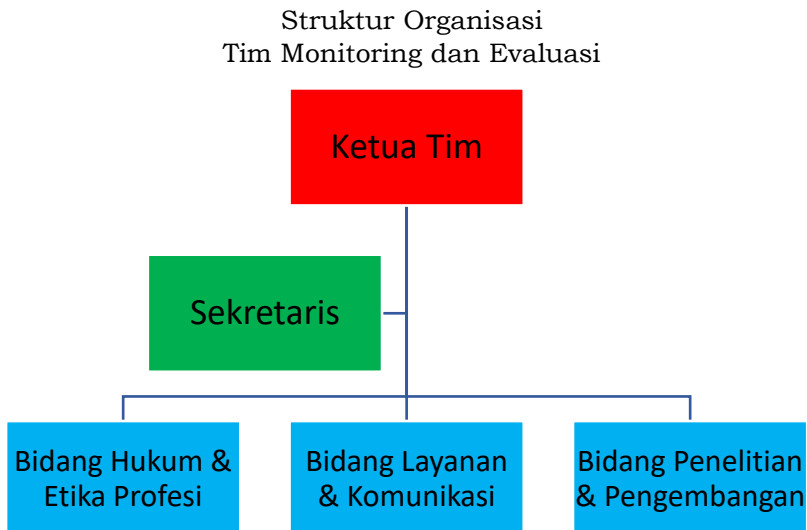 Struktur Organisasi
Tim Monitoring dan Evaluasi
Ketua Tim
Sekretaris
Bidang Hukum &
Etika Profesi
Bidang Layanan
& Komunikasi
Bidang Penelitian
& Pengembangan